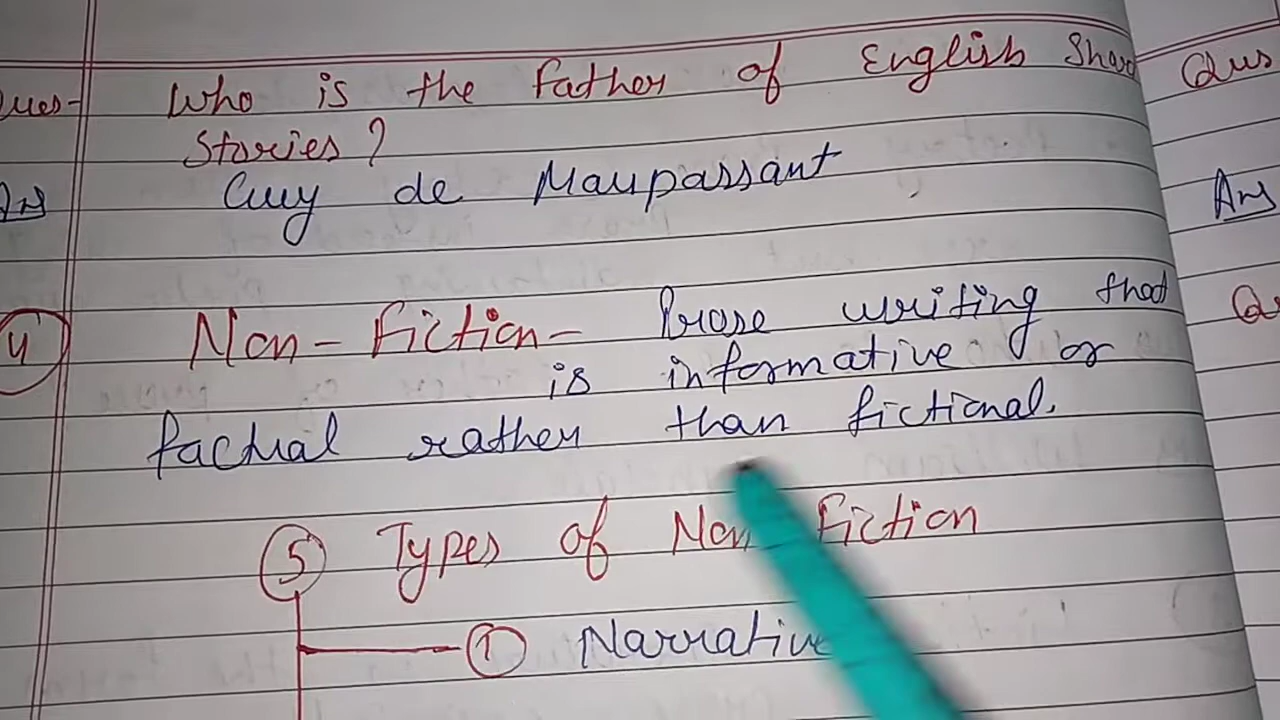 Ques- Who is the Father of English Short
Stories?
Ans Guy de Maupassant
4 Non-Fiction- Prose writing that
is informative or
factual rather than fictional.
5 Types of Non Fiction
1 Narrative
Qus
Ans